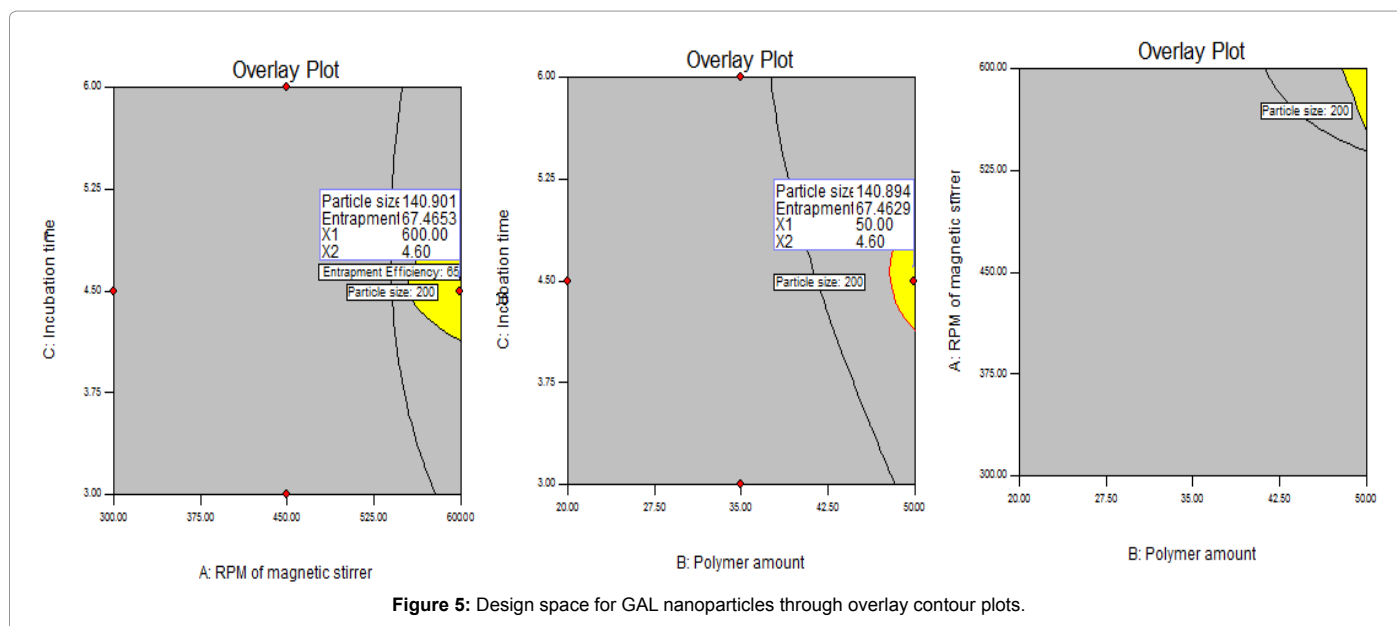 Overlay Plot
6.00
5.25
4.50
3.75
3.00
C: Incubation time
Particle size 140.901
Entrapment 67.4653
X1 600.00
X2 4.60
Entrapment Efficiency: 65
Particle size: 200
300.00 375.00 450.00 525.00 600.00
A: RPM of magnetic stirrer
Overlay Plot
6.00
5.25
4.50
3.75
3.00
C: Incubation time
Particle size 140.894
Entrapment 67.4629
X1 50.00
X2 4.60
Particle size: 200
20.00 27.50 35.00 42.50 50.00
B: Polymer amount
Overlay Plot
600.00
525.00
450.00
375.00
300.00
A: RPM of magnetic stirrer
Particle size: 200
20.00 27.50 35.00 42.50 50.00
B: Polymer amount
Figure 5: Design space for GAL nanoparticles through overlay contour plots.